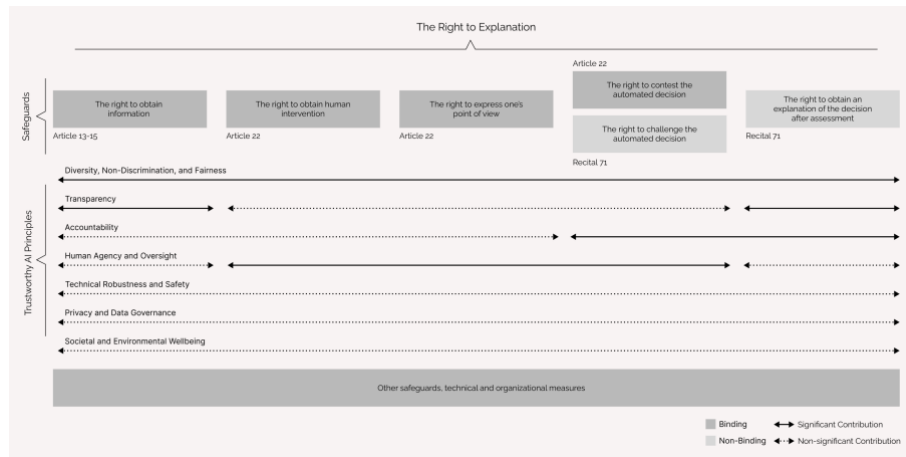 The Right to Explanation
Safeguards
Article 22
The right to obtain
information
The right to obtain human
intervention
The right to express one's
point of view
The right to contest the
automated decision
The right to obtain an
explanation of the decision
after assessment
The right to challenge the
automated decision
Article 13-15
Article 22
Article 22
Recital 71
Recital 71
Trustworthy AI Principles
Diversity, Non-Discrimination, and Fairness
Transparency
Accountability
Human Agency and Oversight
Technical Robustness and Safety
Privacy and Data Governance
Societal and Environmental Wellbeing
Other safeguards, technical and organizational measures
Binding
Significant Contribution
Non-Binding
Non-significant Contribution